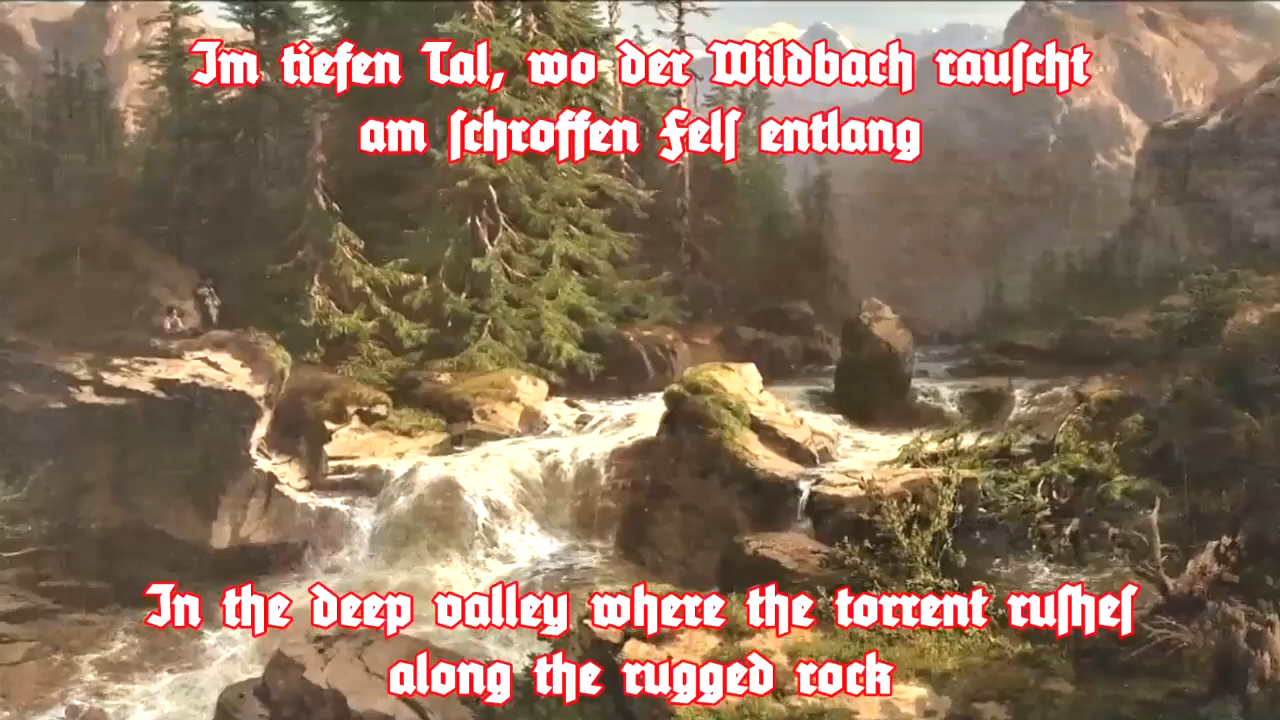 Im tiefen Tal, wo der Wildbach rauſcht
am ſchroffen Felſ entlang
In the deep valley where the torrent ruſheſ
along the rugged rock